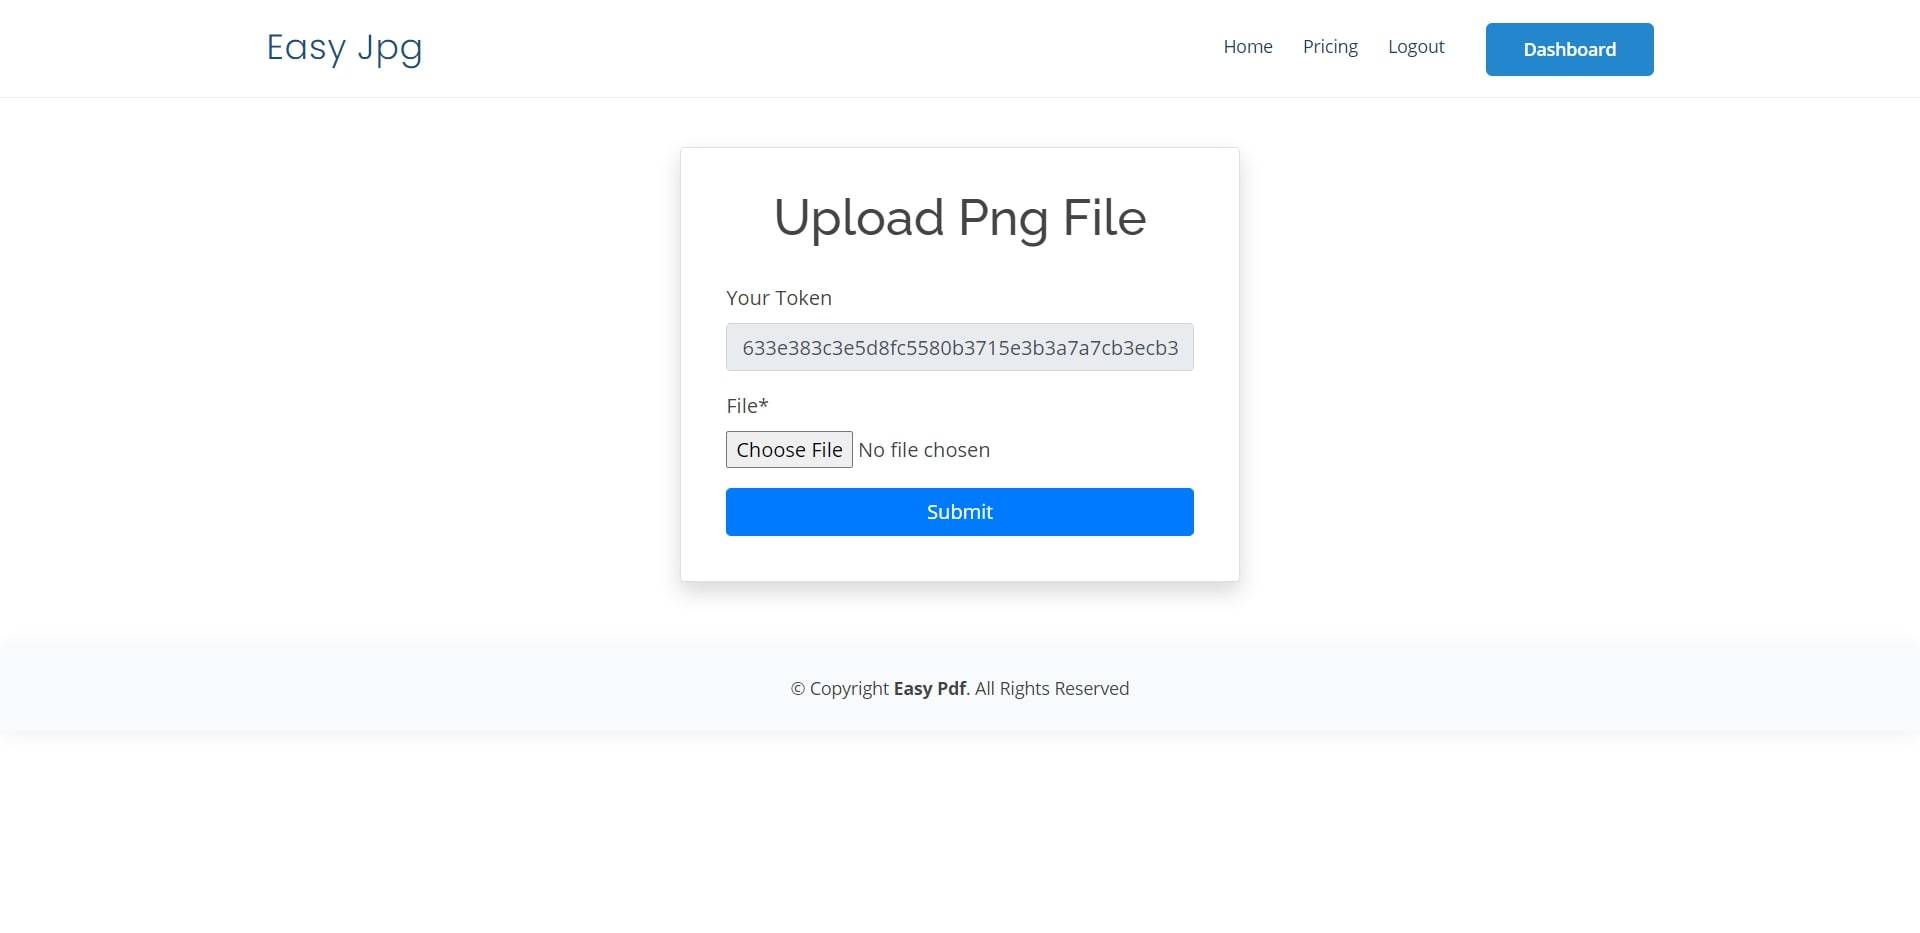 Easy Jpg
Home Pricing Logout Dashboard
Upload Png File
Your Token
633e383c3e5d8fc5580b3715e3b3a7a7cb3ecb3
File*
Choose File No file chosen
Submit
© Copyright Easy Pdf. All Rights Reserved